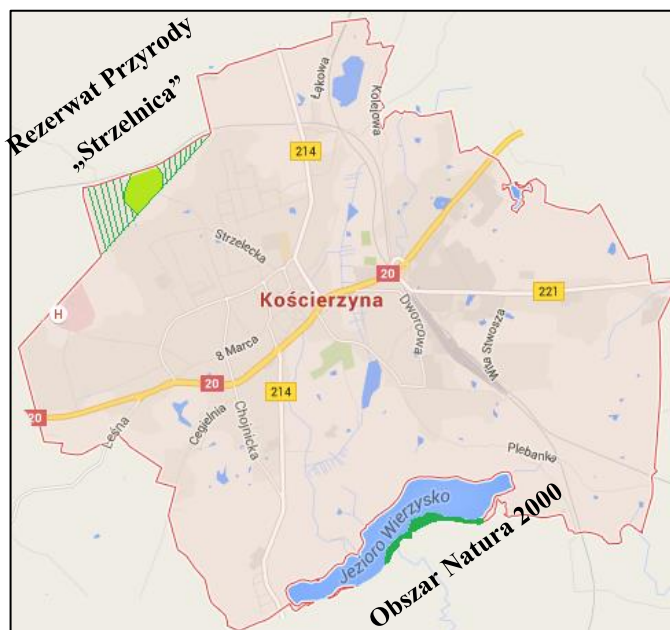 Rezerwat Przyrody
„Strzelnica”
Łąkowa
Kolejowa
214
Strzelecka
20
Kościerzyna
221
H
Dworcowa
Wita Stwosza
8 Marca
20
214
20
Leśna
Cegielnia
Chojnicka
Plebanka
Jezioro Wierzysko
Obszar Natura 2000